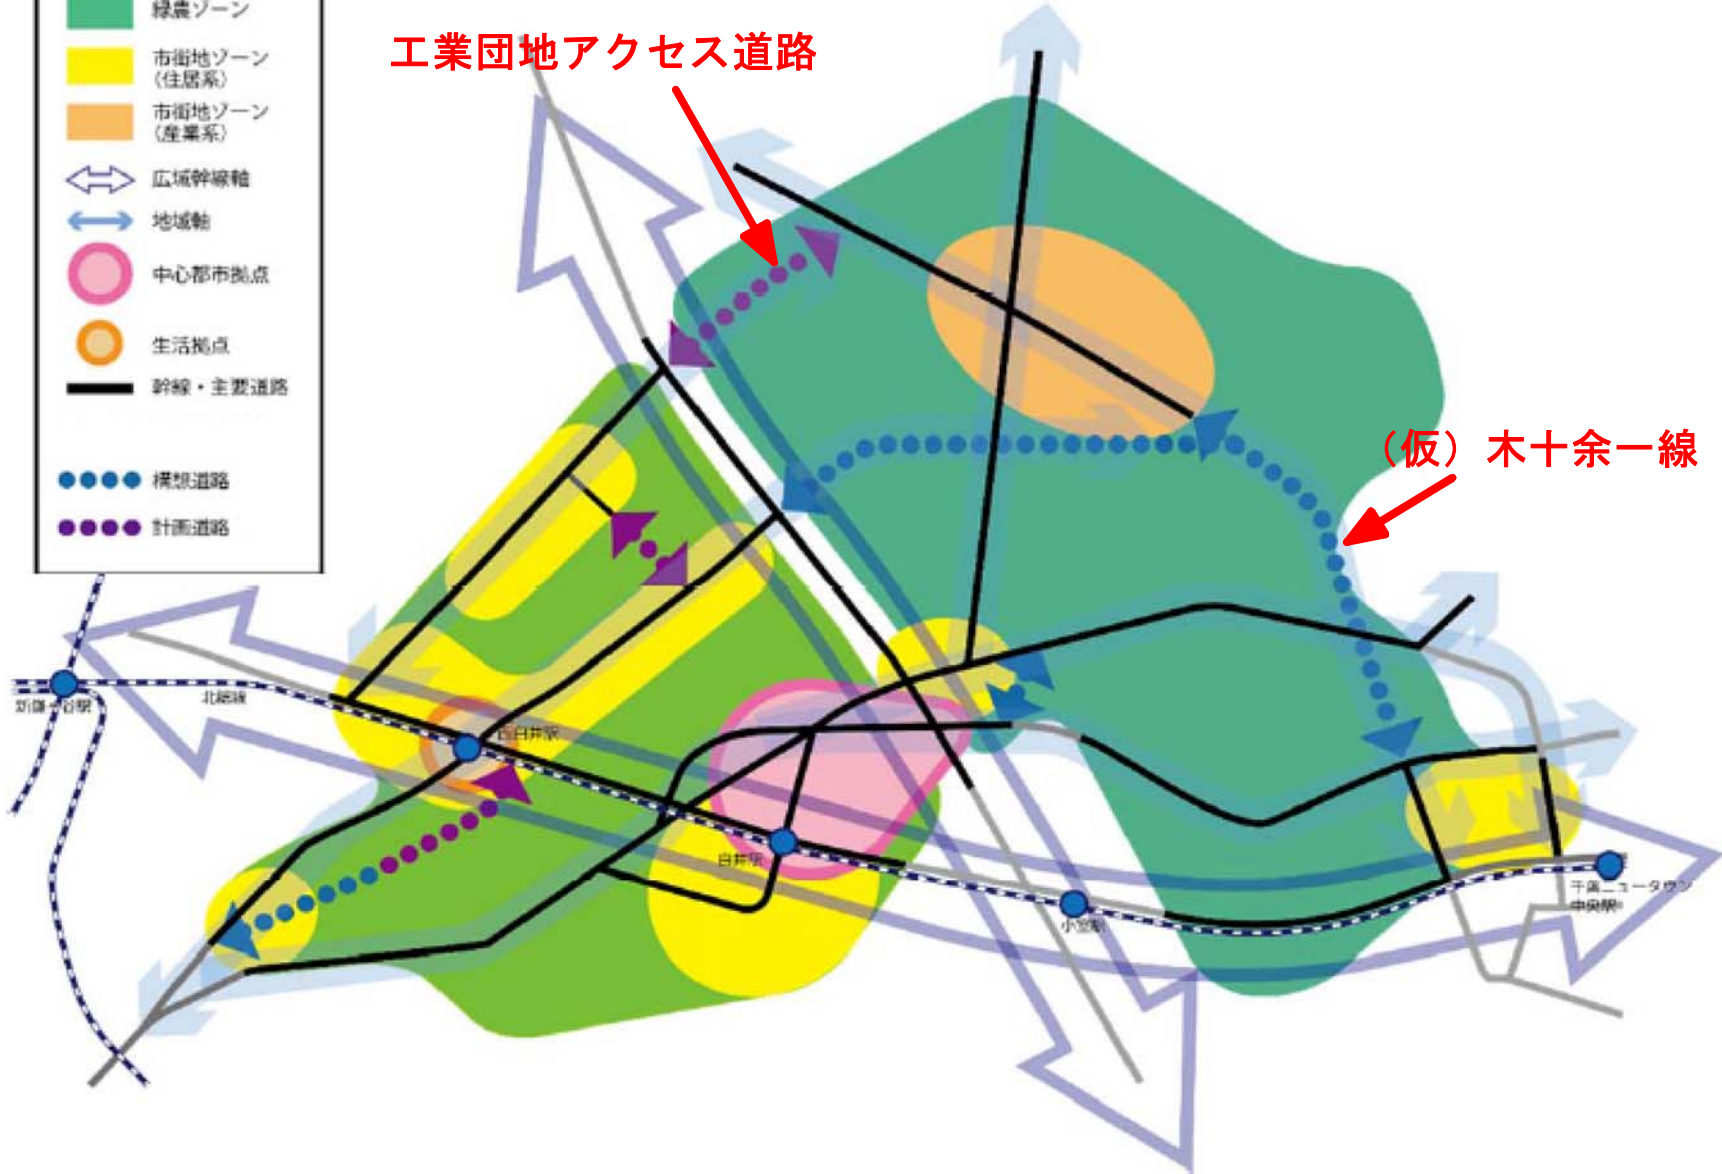 緑農ゾーン
市街地ゾーン
(住居系)
市街地ゾーン
(産業系)
広域幹線軸
地域軸
中心都市拠点
生活拠点
幹線・主要道路
構想道路
計画道路
工業団地アクセス道路
(仮)木十余一線
新鎌ヶ谷駅
北総線
西白井駅
白井駅
小室駅
千葉ニュータウン
中央駅